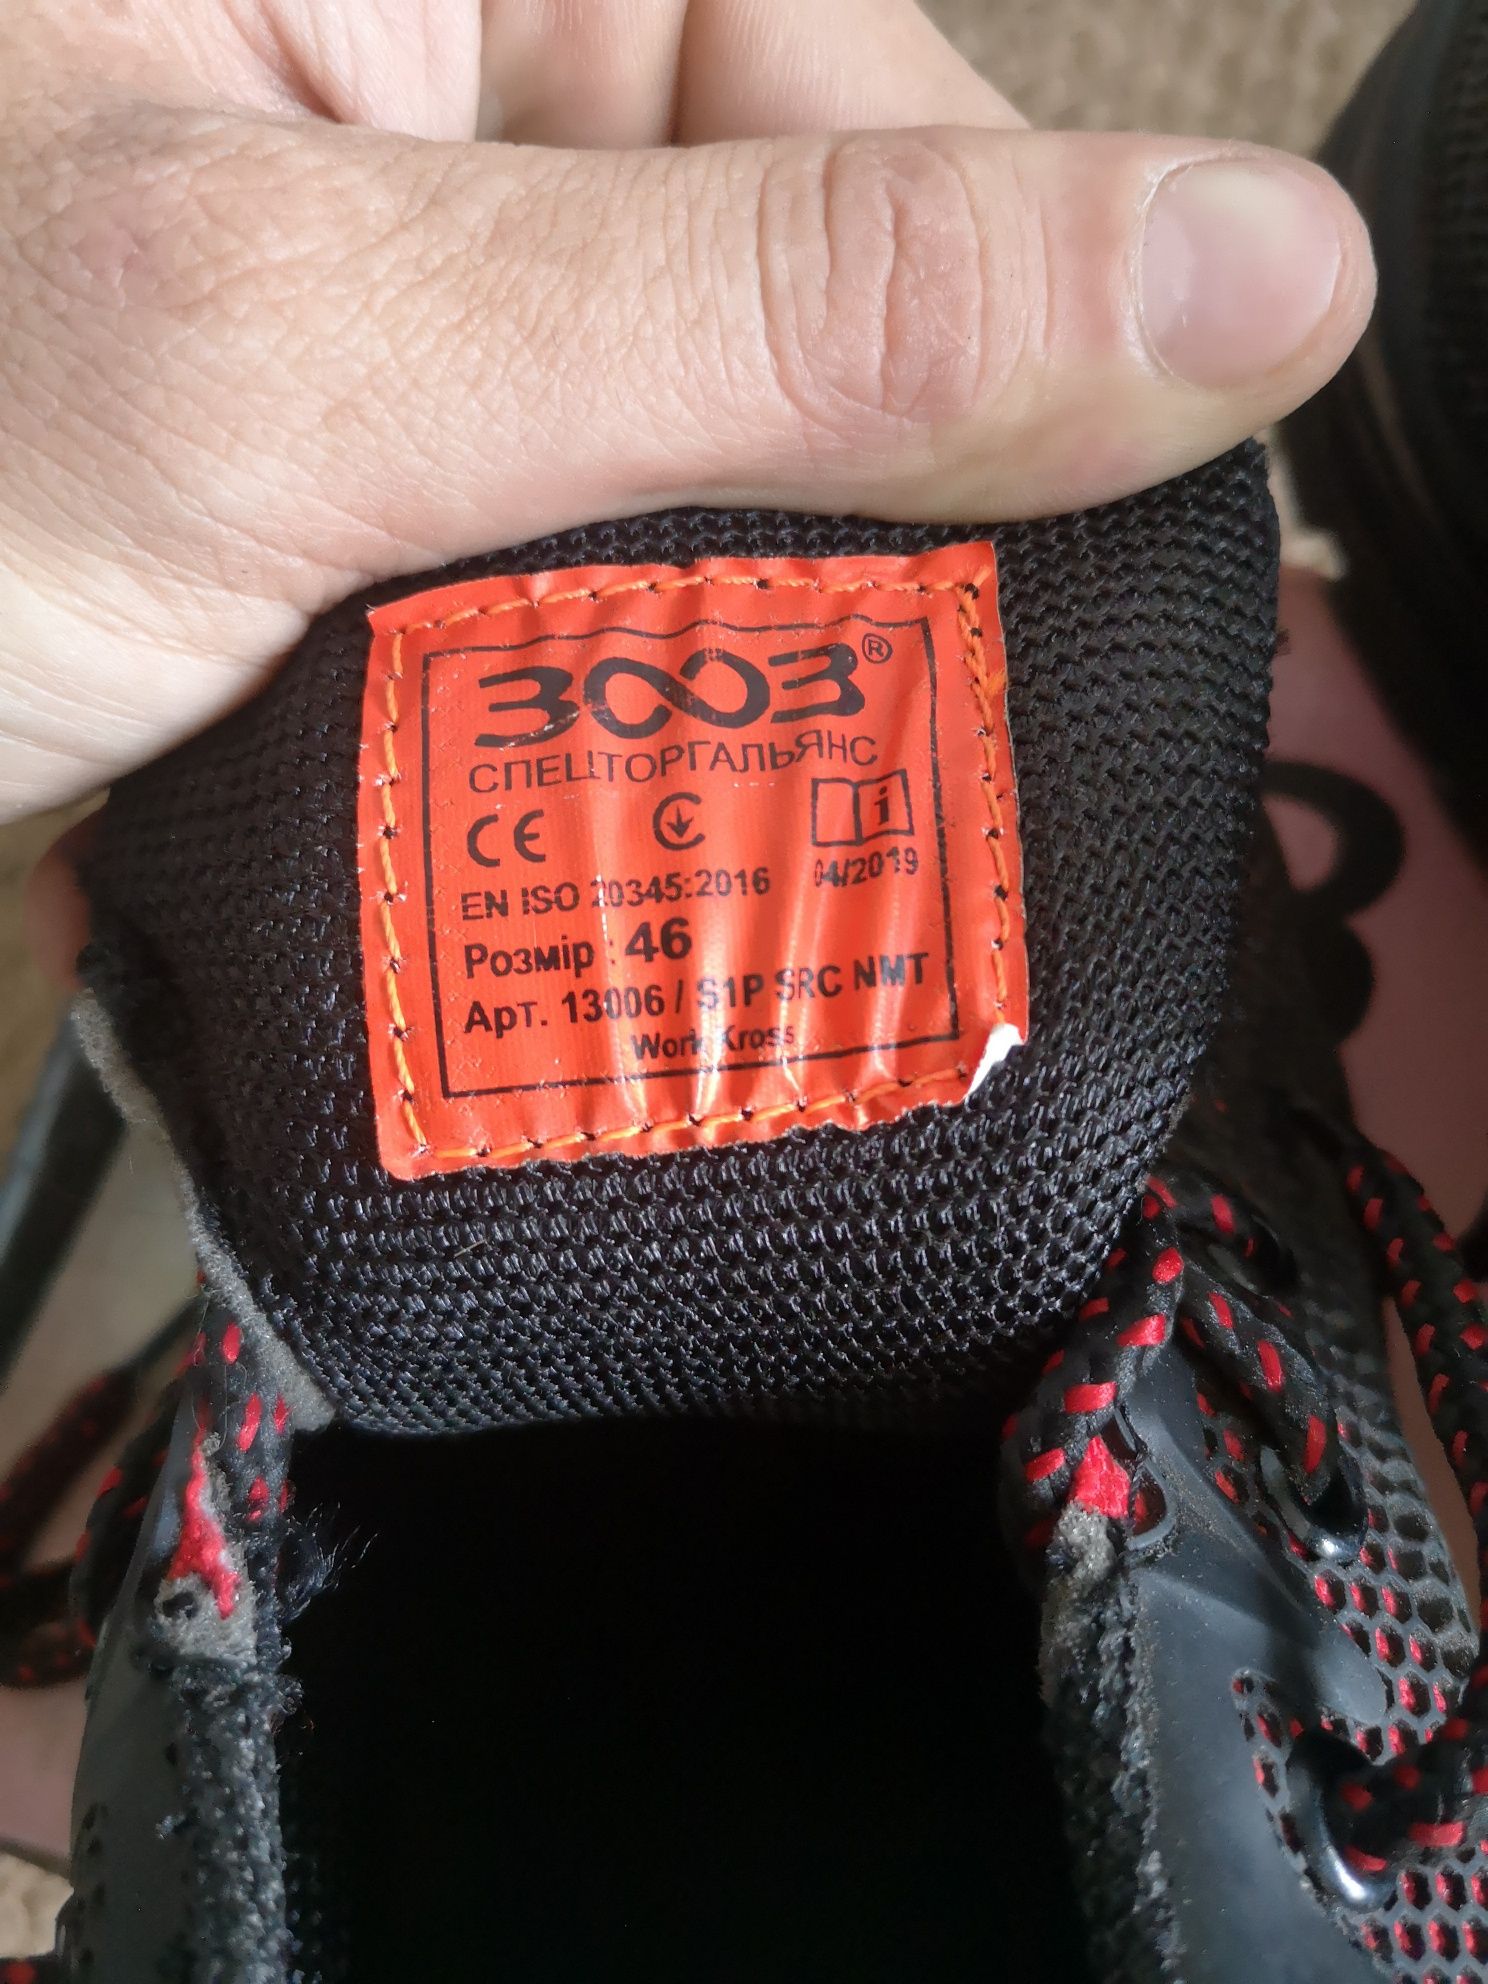 ЗООЗ®
СПЕЦТОРГАЛЬЯНС
CE
EN ISO 20345:2016 04/2019
Розмір : 46
Арт. 13006 / S1P SRC NMT
Work Kross